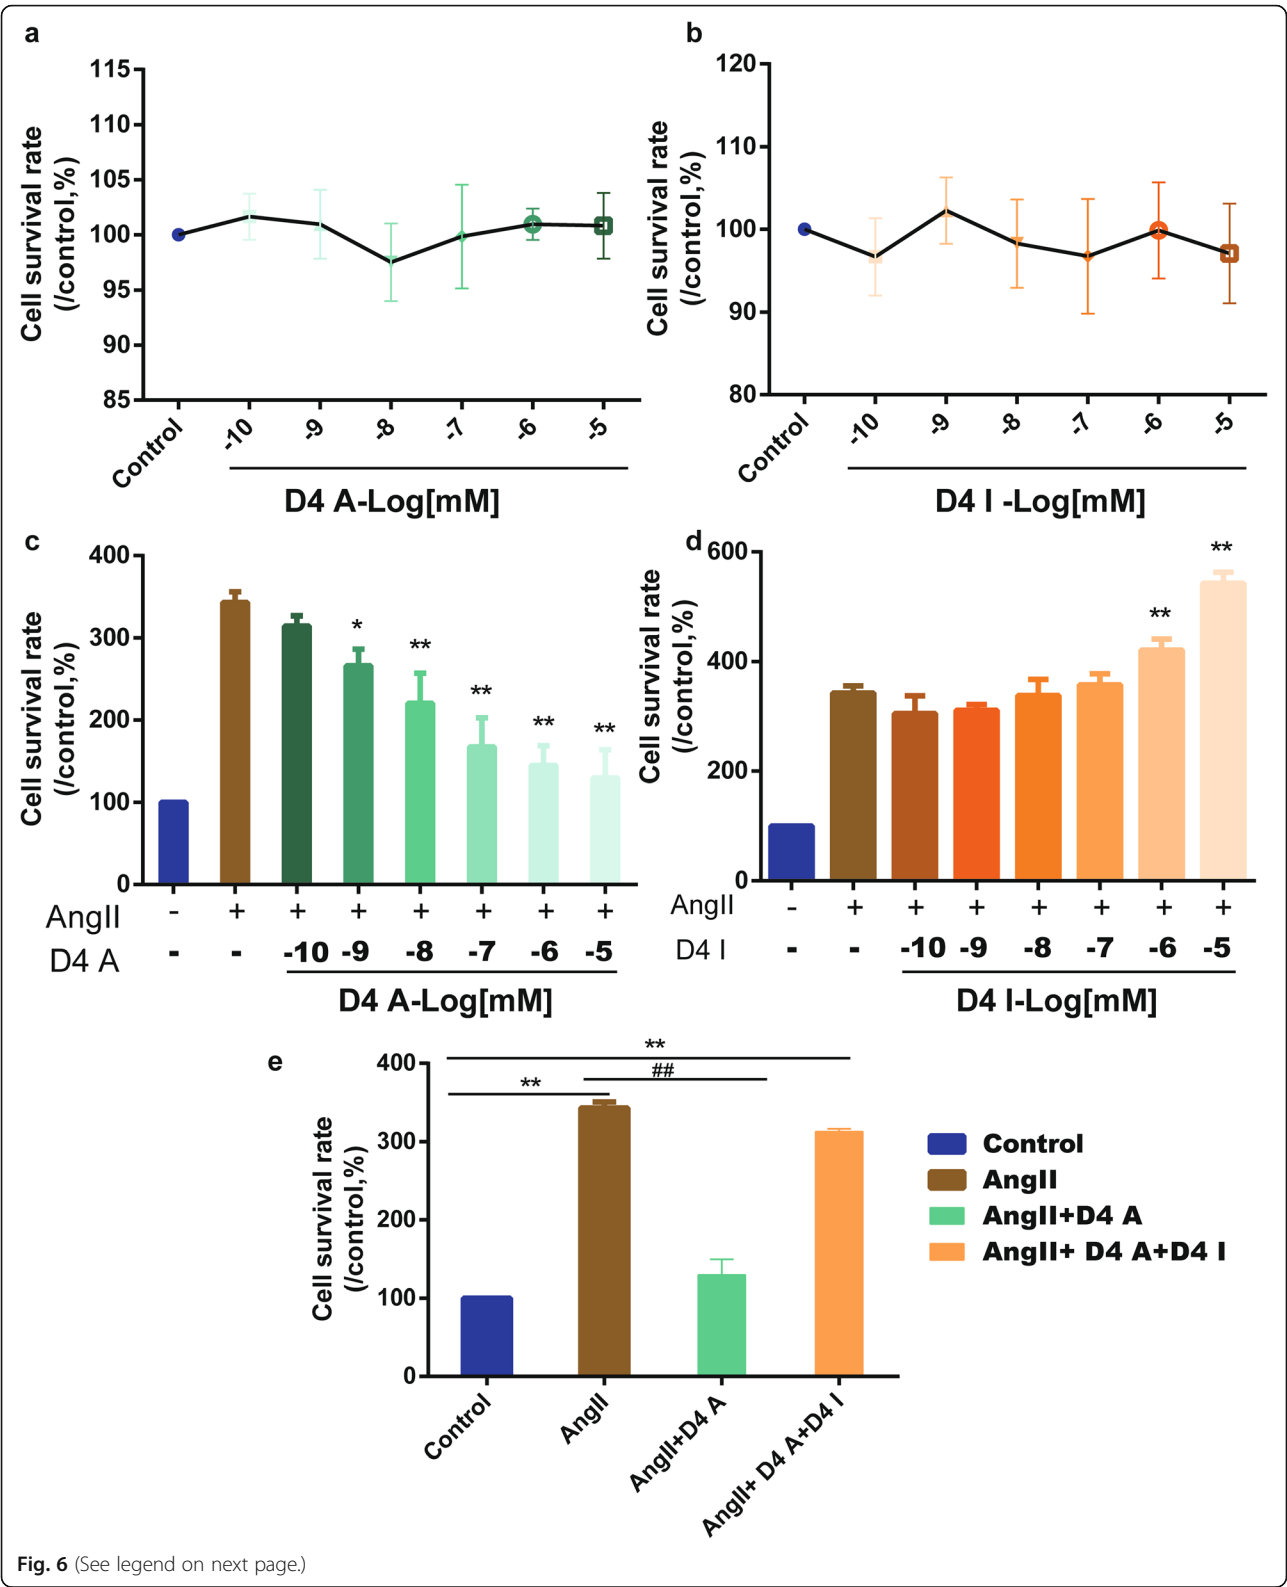 a
Cell survival rate
(/control,%)
115
110
105
100
95
90
85
Control -10 -9 -8 -7 -6 -5
D4 A-Log[mM]
b
Cell survival rate
(/control,%)
120
110
100
90
80
Control -10 -9 -8 -7 -6 -5
D4 I -Log[mM]
c
Cell survival rate
(/control,%)
400
300
200
100
0
* ** ** ** **
AngII - + + + + + + +
D4 A - - -10 -9 -8 -7 -6 -5
D4 A-Log[mM]
d
Cell survival rate
(/control,%)
600
400
200
0
** **
AngII - + + + + + + +
D4 I - - -10 -9 -8 -7 -6 -5
D4 I-Log[mM]
e
Cell survival rate
(/control,%)
400
300
200
100
0
**
##
**
Control AngII AngII+D4 A AngII+ D4 A+D4 I
Control
AngII
AngII+D4 A
AngII+ D4 A+D4 I
Fig. 6 (See legend on next page.)